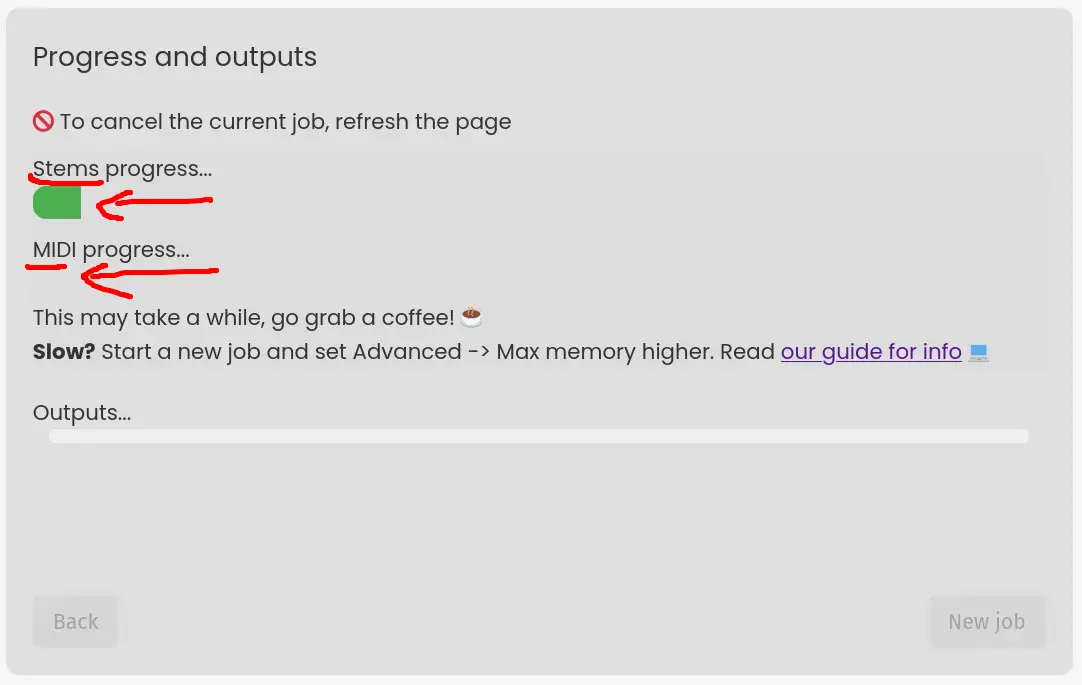 Progress and outputs
🚫 To cancel the current job, refresh the page
Stems progress...
MIDI progress...
This may take a while, go grab a coffee! ☕
Slow? Start a new job and set Advanced -> Max memory higher. Read our guide for info 💻
Outputs...
Back
New job